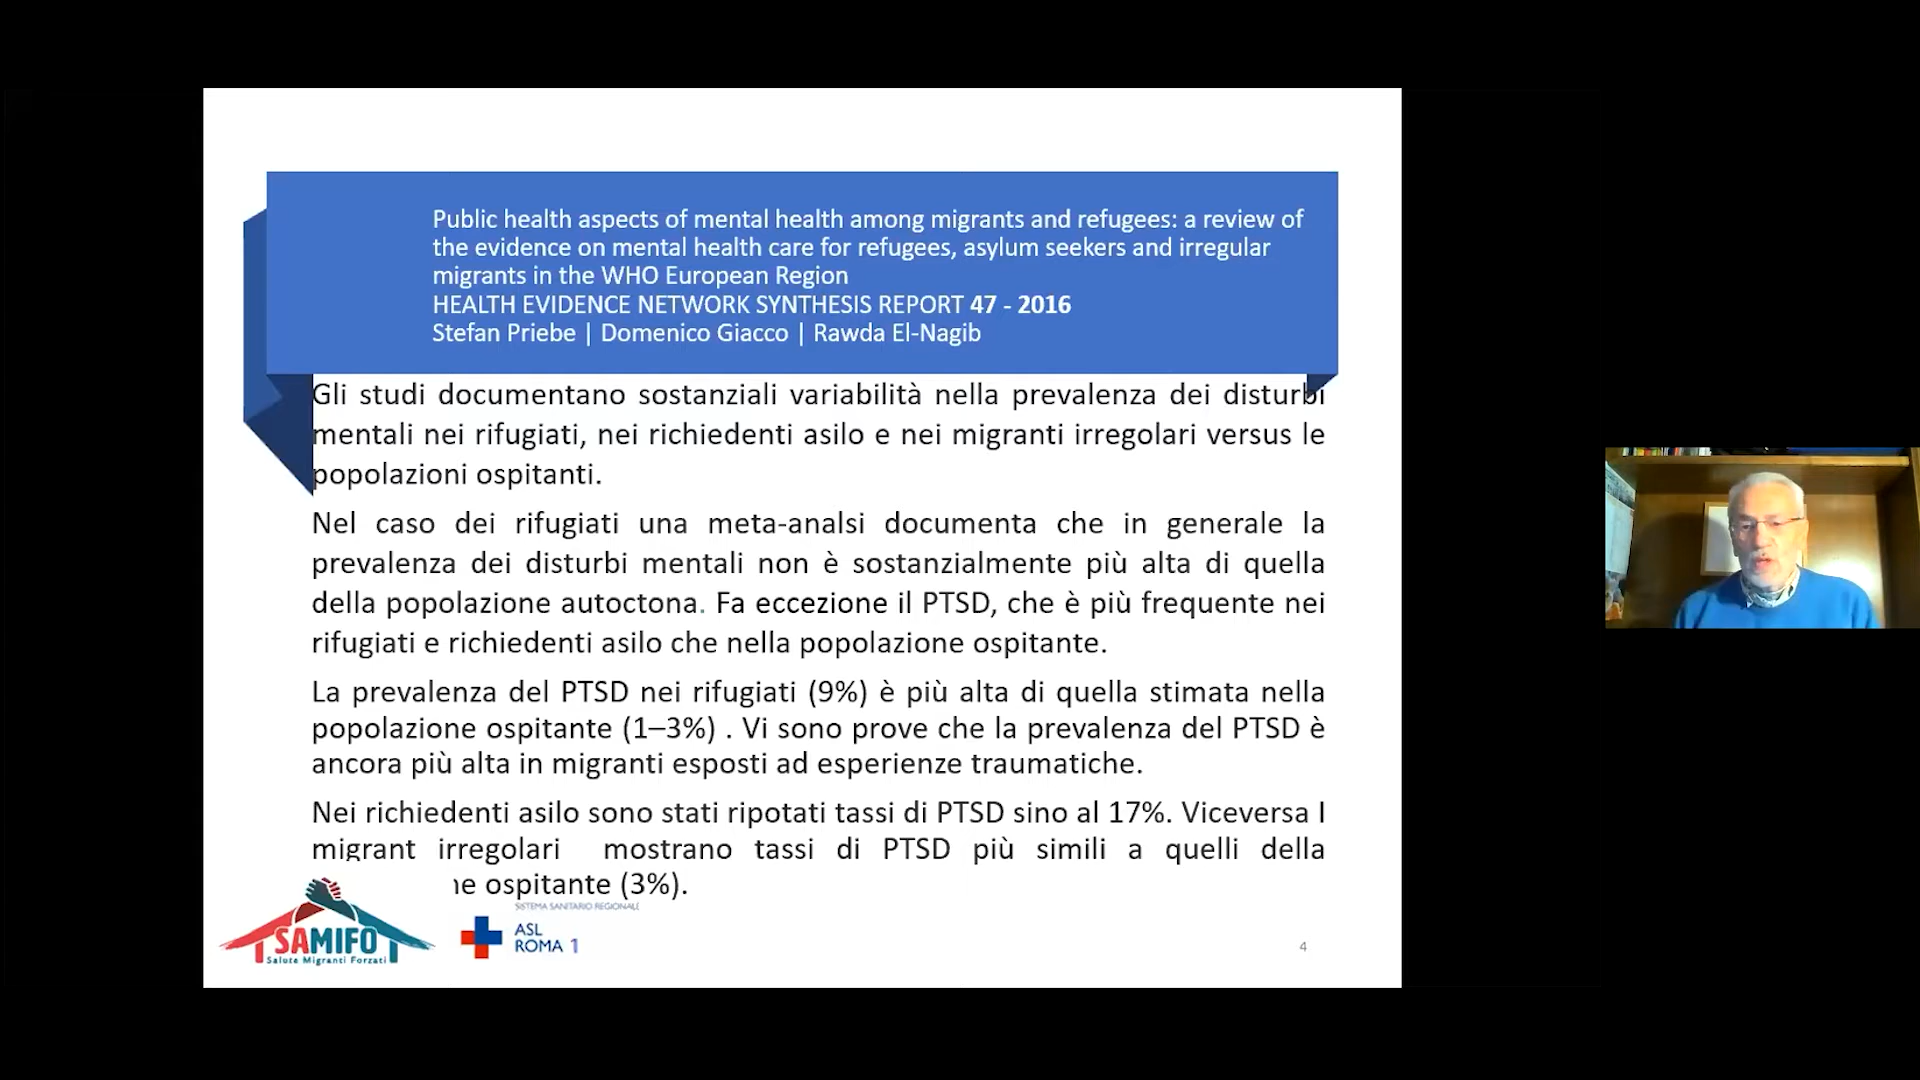 Public health aspects of mental health among migrants and refugees: a review of
the evidence on mental health care for refugees, asylum seekers and irregular
migrants in the WHO European Region
HEALTH EVIDENCE NETWORK SYNTHESIS REPORT 47 - 2016
Stefan Priebe | Domenico Giacco | Rawda El-Nagib
Gli studi documentano sostanziali variabilità nella prevalenza dei disturbi
mentali nei rifugiati, nei richiedenti asilo e nei migranti irregolari versus le
popolazioni ospitanti.
Nel caso dei rifugiati una meta-analsi documenta che in generale la
prevalenza dei disturbi mentali non è sostanzialmente più alta di quella
della popolazione autoctona. Fa eccezione il PTSD, che è più frequente nei
rifugiati e richiedenti asilo che nella popolazione ospitante.
La prevalenza del PTSD nei rifugiati (9%) è più alta di quella stimata nella
popolazione ospitante (1–3%) . Vi sono prove che la prevalenza del PTSD è
ancora più alta in migranti esposti ad esperienze traumatiche.
Nei richiedenti asilo sono stati ripotati tassi di PTSD sino al 17%. Viceversa I
migrant irregolari mostrano tassi di PTSD più simili a quelli della
ne ospitante (3%).
SAMIFO
Salute Migranti Forzati
SISTEMA SANITARIO REGIONALE
ASL
ROMA 1
4